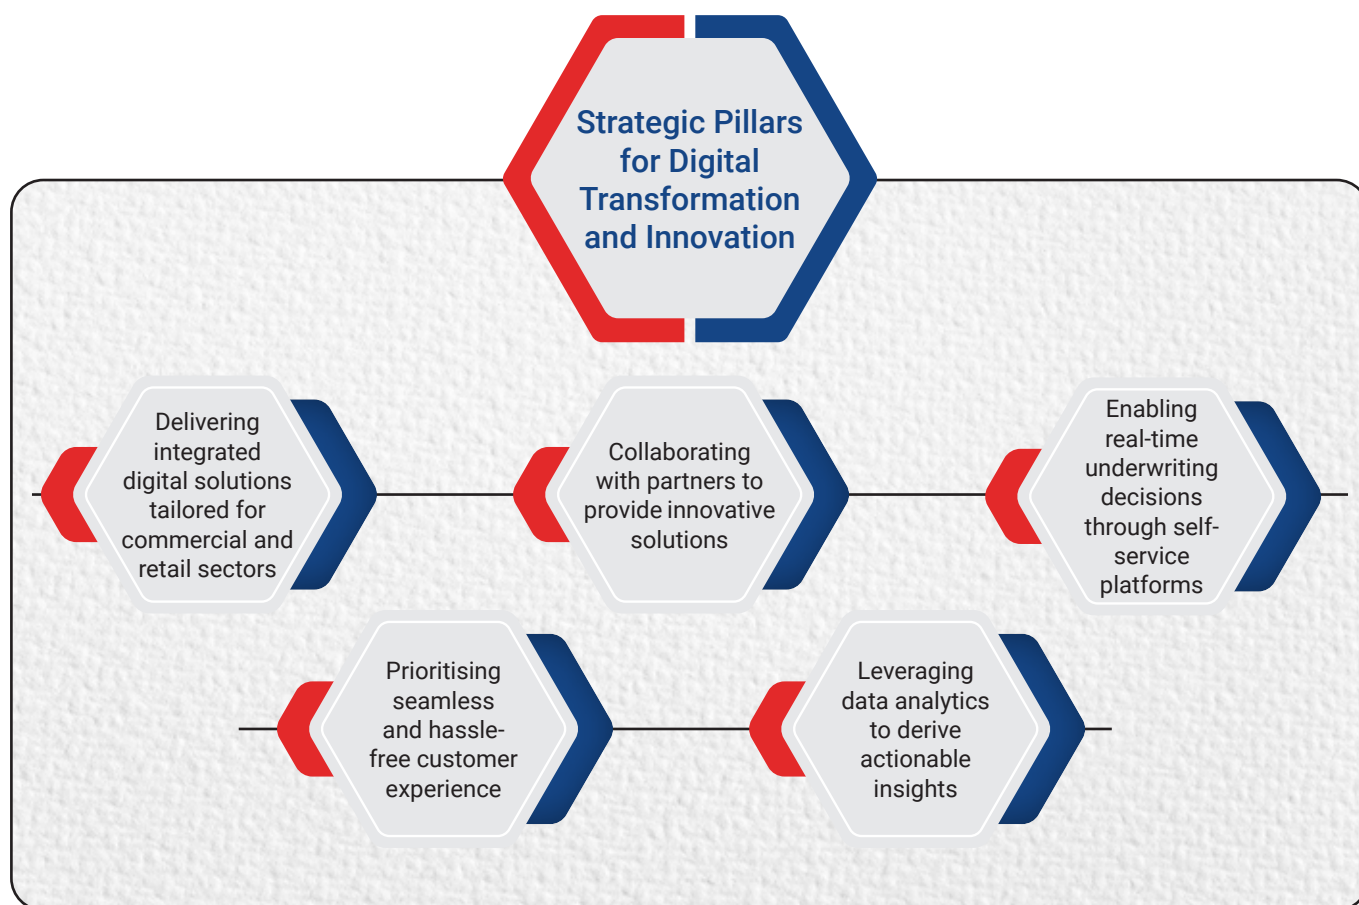 Strategic Pillars
for Digital
Transformation
and Innovation
Delivering
integrated
digital solutions
tailored for
commercial and
retail sectors
Collaborating
with partners to
provide innovative
solutions
Enabling
real-time
underwriting
decisions
through self-
service
platforms
Prioritising
seamless
and hassle-
free customer
experience
Leveraging
data analytics
to derive
actionable
insights